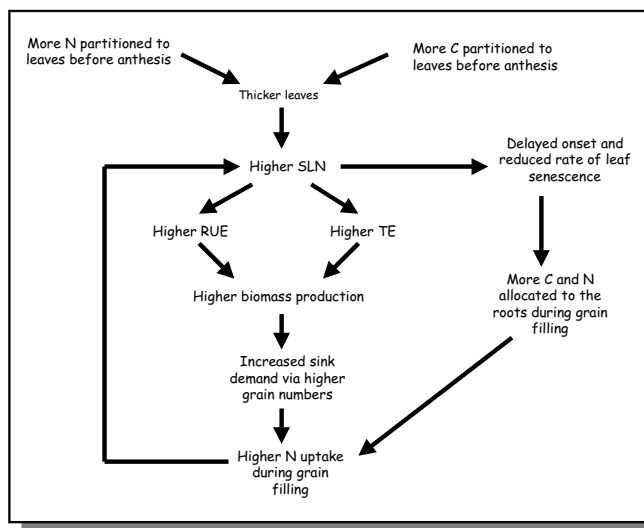 More N partitioned to
leaves before anthesis
More C partitioned to
leaves before anthesis
Thicker leaves
Higher SLN
Delayed onset and
reduced rate of leaf
senescence
Higher RUE
Higher TE
Higher biomass production
More C and N
allocated to the
roots during grain
filling
Increased sink
demand via higher
grain numbers
Higher N uptake
during grain
filling